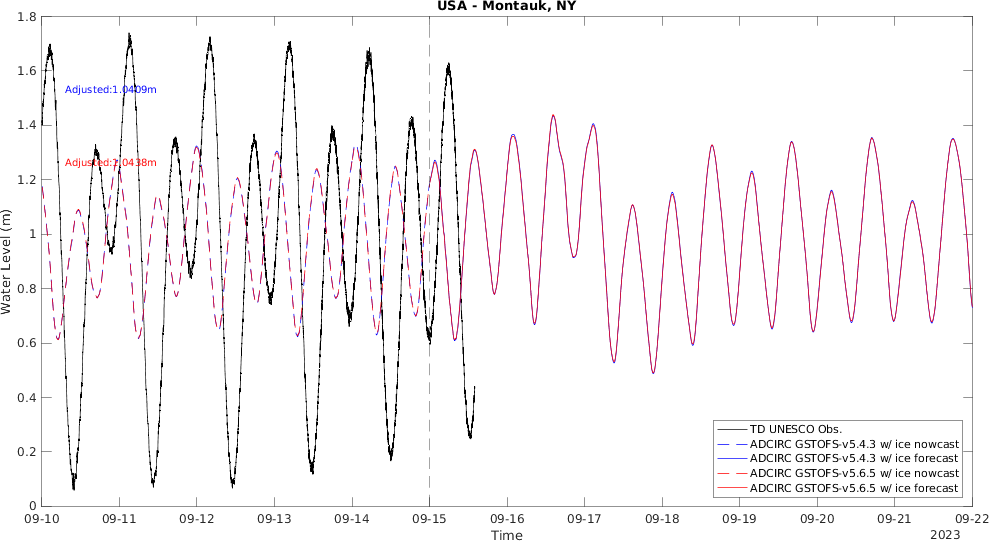 USA - Montauk, NY
1.8
1.6
1.4
1.2
1
0.8
0.6
0.4
0.2
0
Water Level (m)
Adjusted:1.0409m
Adjusted:1.0438m
TD UNESCO Obs.
ADCIRC GSTOFS-v5.4.3 w/ ice nowcast
ADCIRC GSTOFS-v5.4.3 w/ ice forecast
ADCIRC GSTOFS-v5.6.5 w/ ice nowcast
ADCIRC GSTOFS-v5.6.5 w/ ice forecast
09-10 09-11 09-12 09-13 09-14 09-15 09-16 09-17 09-18 09-19 09-20 09-21 09-22
Time
2023